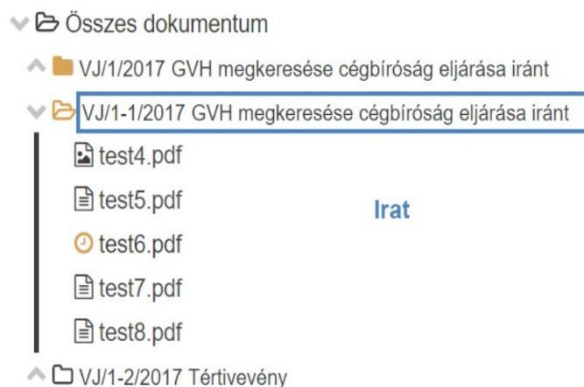 Összes dokumentum
VJ/1/2017 GVH megkeresése cégbíróság eljárása iránt
VJ/1-1/2017 GVH megkeresése cégbíróság eljárása iránt
test4.pdf
test5.pdf
Irat
test6.pdf
test7.pdf
test8.pdf
VJ/1-2/2017 Tértivevény